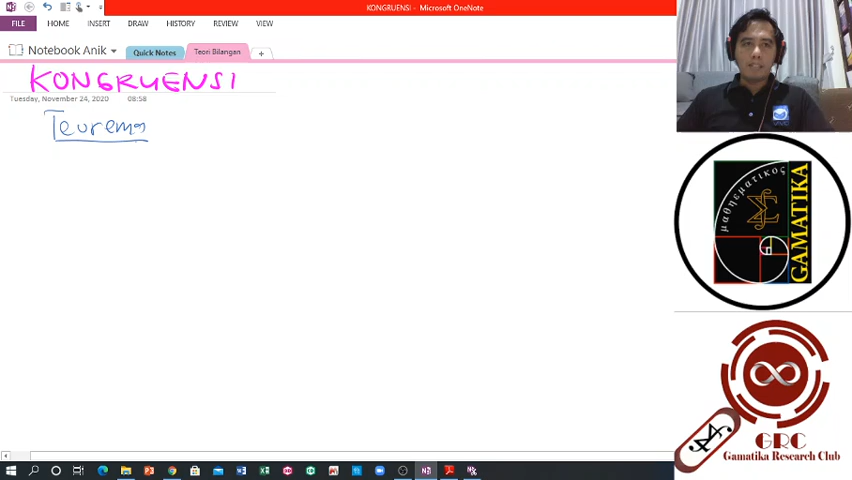 KONGRUENSI - Microsoft OneNote
FILE HOME INSERT DRAW HISTORY REVIEW VIEW
Notebook Anik Quick Notes Teori Bilangan +
KONGRUENSI
Tuesday, November 24, 2020 08:58
Teorema
μαθηεματικος
GAMATIKA
GRC
Gamatika Research Club